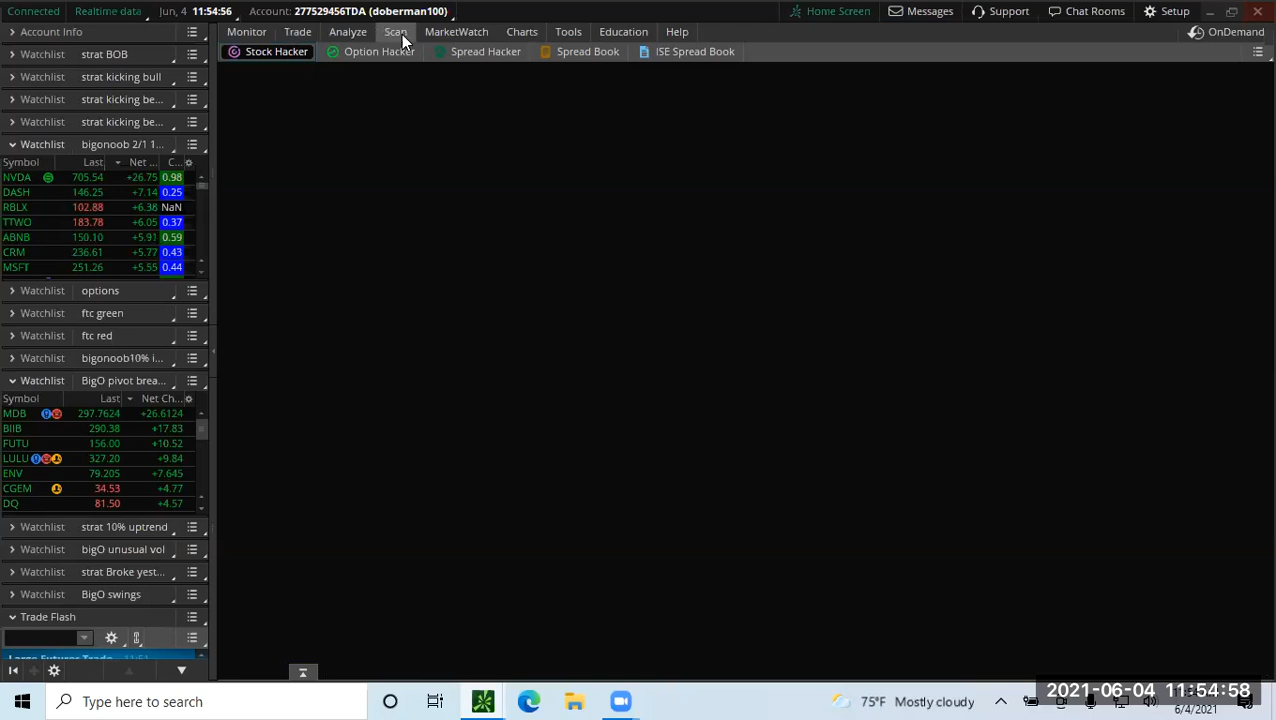 Connected Realtime data Jun, 4 11:54:56 Account: 277529456TDA (doberman100) Home Screen Messages Support Chat Rooms Setup
Account Info Monitor Trade Analyze Scan MarketWatch Charts Tools Education Help OnDemand
Watchlist strat BOB Stock Hacker Option Hacker Spread Hacker Spread Book ISE Spread Book
Watchlist strat kicking bull
Watchlist strat kicking be...
Watchlist strat kicking be...
Watchlist bigonoob 2/1 1...
Symbol Last Net ... C...
NVDA 705.54 +26.75 0.98
DASH 146.25 +7.14 0.25
RBLX 102.88 +6.38 NaN
TTWO 183.78 +6.05 0.37
ABNB 150.10 +5.91 0.59
CRM 236.61 +5.77 0.43
MSFT 251.26 +5.55 0.44
Watchlist options
Watchlist ftc green
Watchlist ftc red
Watchlist bigonoob10% i...
Watchlist BigO pivot brea...
Symbol Last Net Ch...
MDB 297.7624 +26.6124
BIIB 290.38 +17.83
FUTU 156.00 +10.52
LULU 327.20 +9.84
ENV 79.205 +7.645
CGEM 34.53 +4.77
DQ 81.50 +4.57
Watchlist strat 10% uptrend
Watchlist bigO unusual vol
Watchlist strat Broke yest...
Watchlist BigO swings
Trade Flash
Large Futures Trade 11:51
Type here to search 75°F Mostly cloudy
2021-06-04 11:54:58
6/4/2021